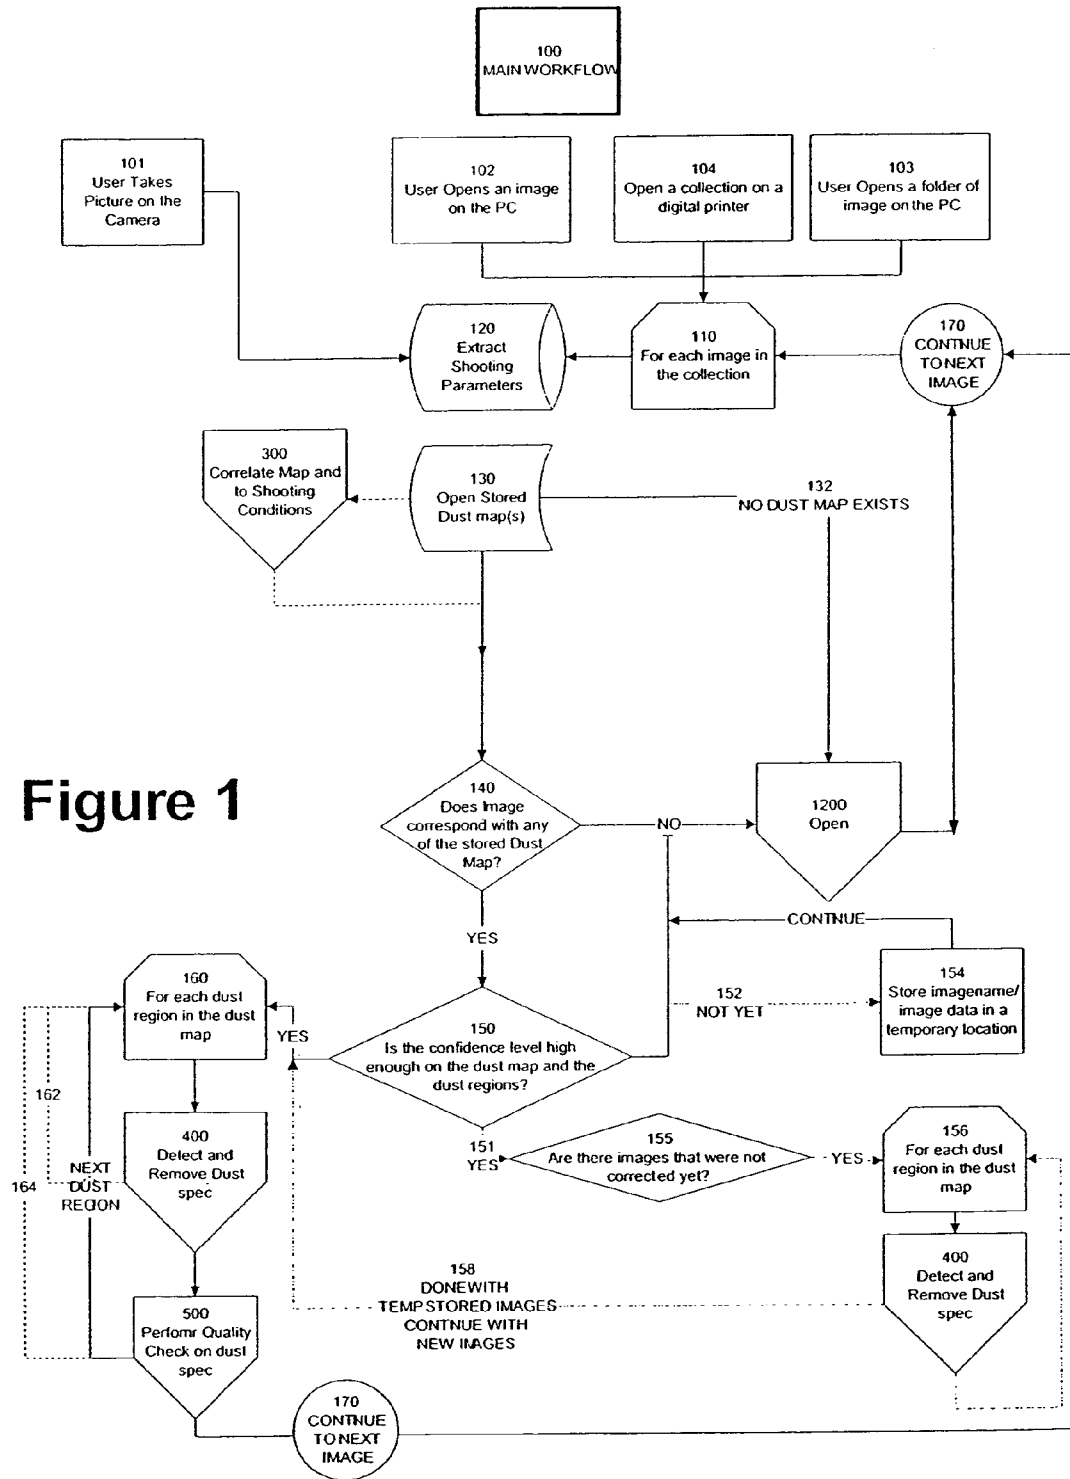 100
MAIN WORKFLOW
101
User Takes
Picture on the
Camera
102
User Opens an image
on the PC
104
Open a collection on a
digital printer
103
User Opens a folder of
image on the PC
120
Extract
Shooting
Parameters
110
For each image in
the collection
170
CONTNUE
TO NEXT
IMAGE
300
Correlate Map and
to Shooting
Conditions
130
Open Stored
Dust map(s)
132
NO DUST MAP EXISTS
Figure 1
140
Does Image
correspond with any
of the stored Dust
Map?
NO
1200
Open
YES
CONTNUE
160
For each dust
region in the dust
map
YES
150
Is the confidence level high
enough on the dust map and the
dust regions?
152
NOT YET
154
Store imagename/
image data in a
temporary location
162
164
NEXT
DUST
REGION
400
Detect and
Remove Dust
spec
151
YES
155
Are there images that were not
corrected yet?
YES
156
For each dust
region in the dust
map
158
DONE WITH
TEMP STORED IMAGES
CONTINUE WITH
NEW IMAGES
400
Detect and
Remove Dust
spec
500
Perfomr Quality
Check on dust
spec
170
CONTNUE
TO NEXT
IMAGE